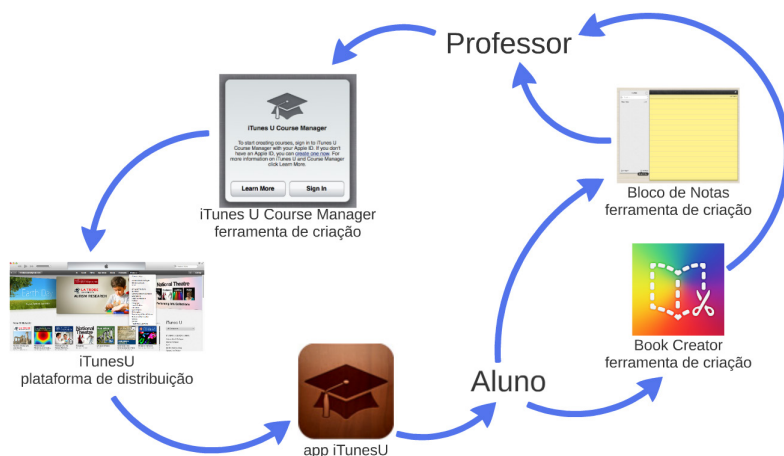 Professor
iTunes U Course Manager
To start creating courses, sign in to iTunes U
Course Manager with your Apple ID. If you don't
have an Apple ID, you can create one now. For
more information on iTunes U and Course Manager
click Learn More.
Learn More
Sign In
iTunes U Course Manager
ferramenta de criação
Bloco de Notas
ferramenta de criação
National Theatre
iTunesU
plataforma de distribuição
Book Creator
ferramenta de criação
Aluno
app iTunesU